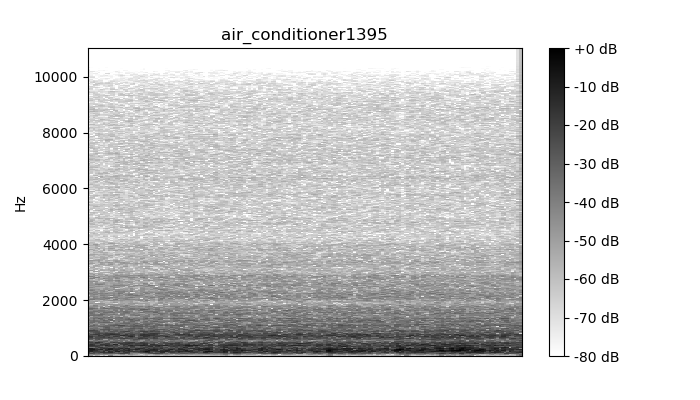 air_conditioner1395
Hz
10000
8000
6000
4000
2000
0
+0 dB
-10 dB
-20 dB
-30 dB
-40 dB
-50 dB
-60 dB
-70 dB
-80 dB